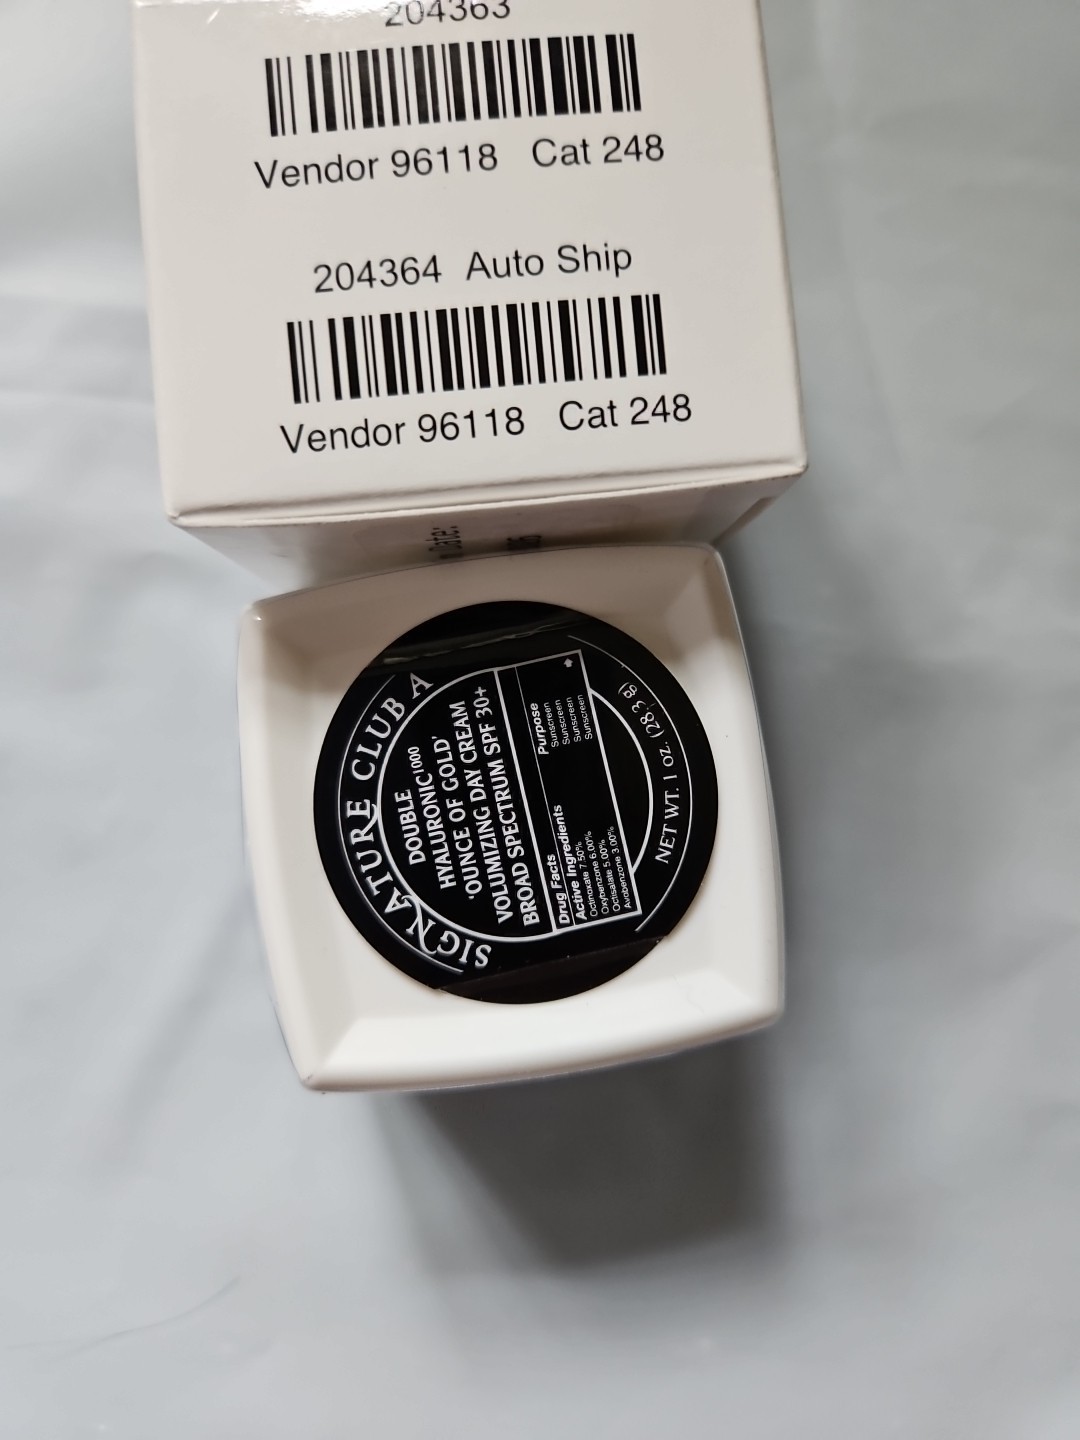 204363
Vendor 96118 Cat 248
204364 Auto Ship
Vendor 96118 Cat 248
Date:
SIGNATURE CLUB A
DOUBLE
HYALURONIC¹⁰⁰⁰
'OUNCE OF GOLD'
VOLUMIZING DAY CREAM
BROAD SPECTRUM SPF 30+
Drug Facts
Active Ingredients Purpose
Octinoxate 7.50% Sunscreen
Oxybenzone 6.00% Sunscreen
Octisalate 5.00% Sunscreen
Avobenzone 3.00% Sunscreen
NET WT. 1 oz. (28.3 g)